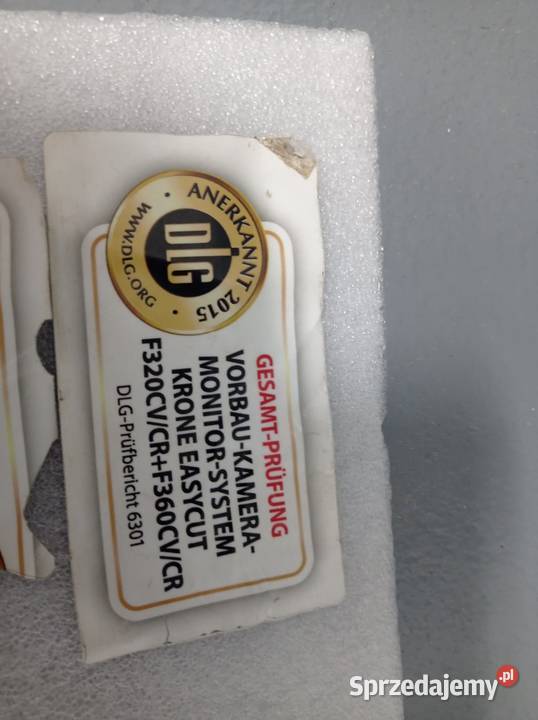 ANERKANNT 2015
DLG
www.DLG.ORG
GESAMT-PRÜFUNG
VORBAU-KAMERA-
MONITOR-SYSTEM
KRONE EASYCUT
F320CV/CR+F360CV/CR
DLG-Prüfbericht 6301
Sprzedajemy.pl